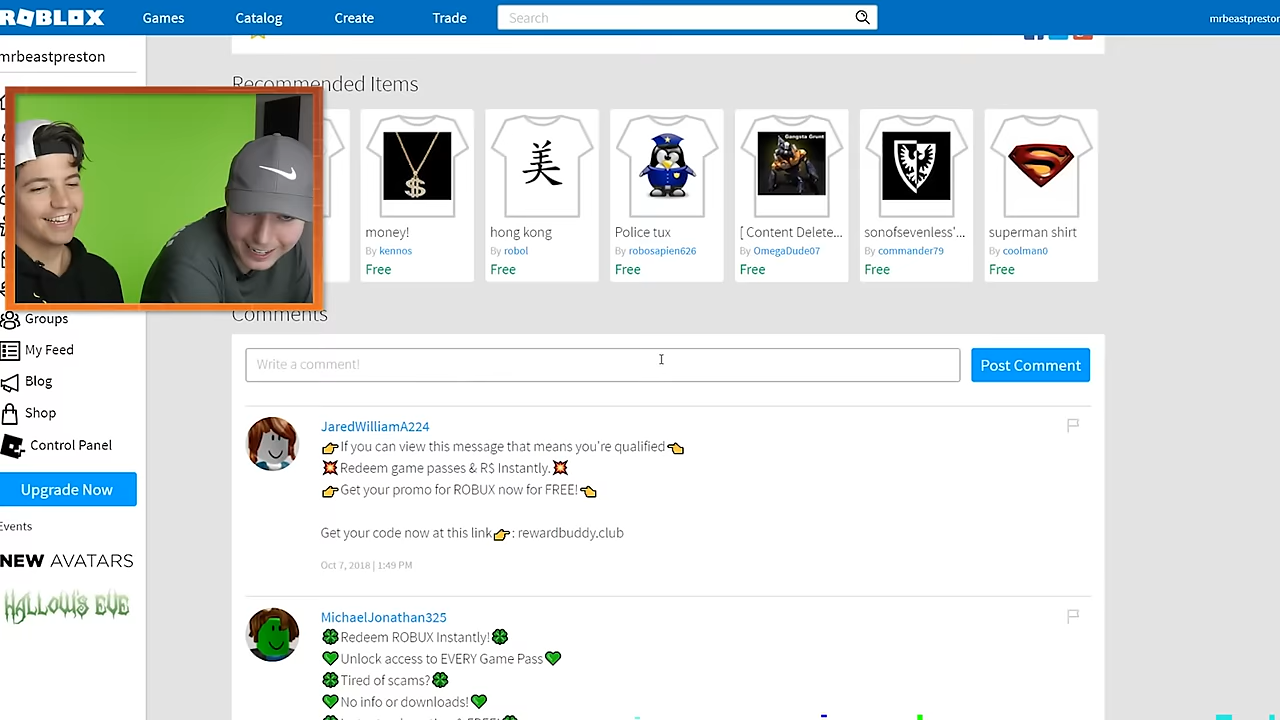 ROBLOX Games Catalog Create Trade Search mrbeastpreston
mrbeastpreston
Recommended Items
Gangsta Grunt
money!
By kennos
Free
hong kong
By robol
Free
Police tux
By robosapien626
Free
[ Content Delete...
By OmegaDude07
Free
sonofsevenless'...
By commander79
Free
superman shirt
By coolman0
Free
美
$
S
Groups
My Feed
Blog
Shop
Control Panel
Upgrade Now
Events
NEW AVATARS
HALLOW'S EVE
Comments
Write a comment!
Post Comment
JaredWilliamA224
👉If you can view this message that means you're qualified👈
💥Redeem game passes & R$ Instantly.💥
👉Get your promo for ROBUX now for FREE!👈
Get your code now at this link👉: rewardbuddy.club
Oct 7, 2018 | 1:49 PM
MichaelJonathan325
🍀Redeem ROBUX Instantly!🍀
💚Unlock access to EVERY Game Pass💚
🍀Tired of scams?🍀
💚No info or downloads!💚